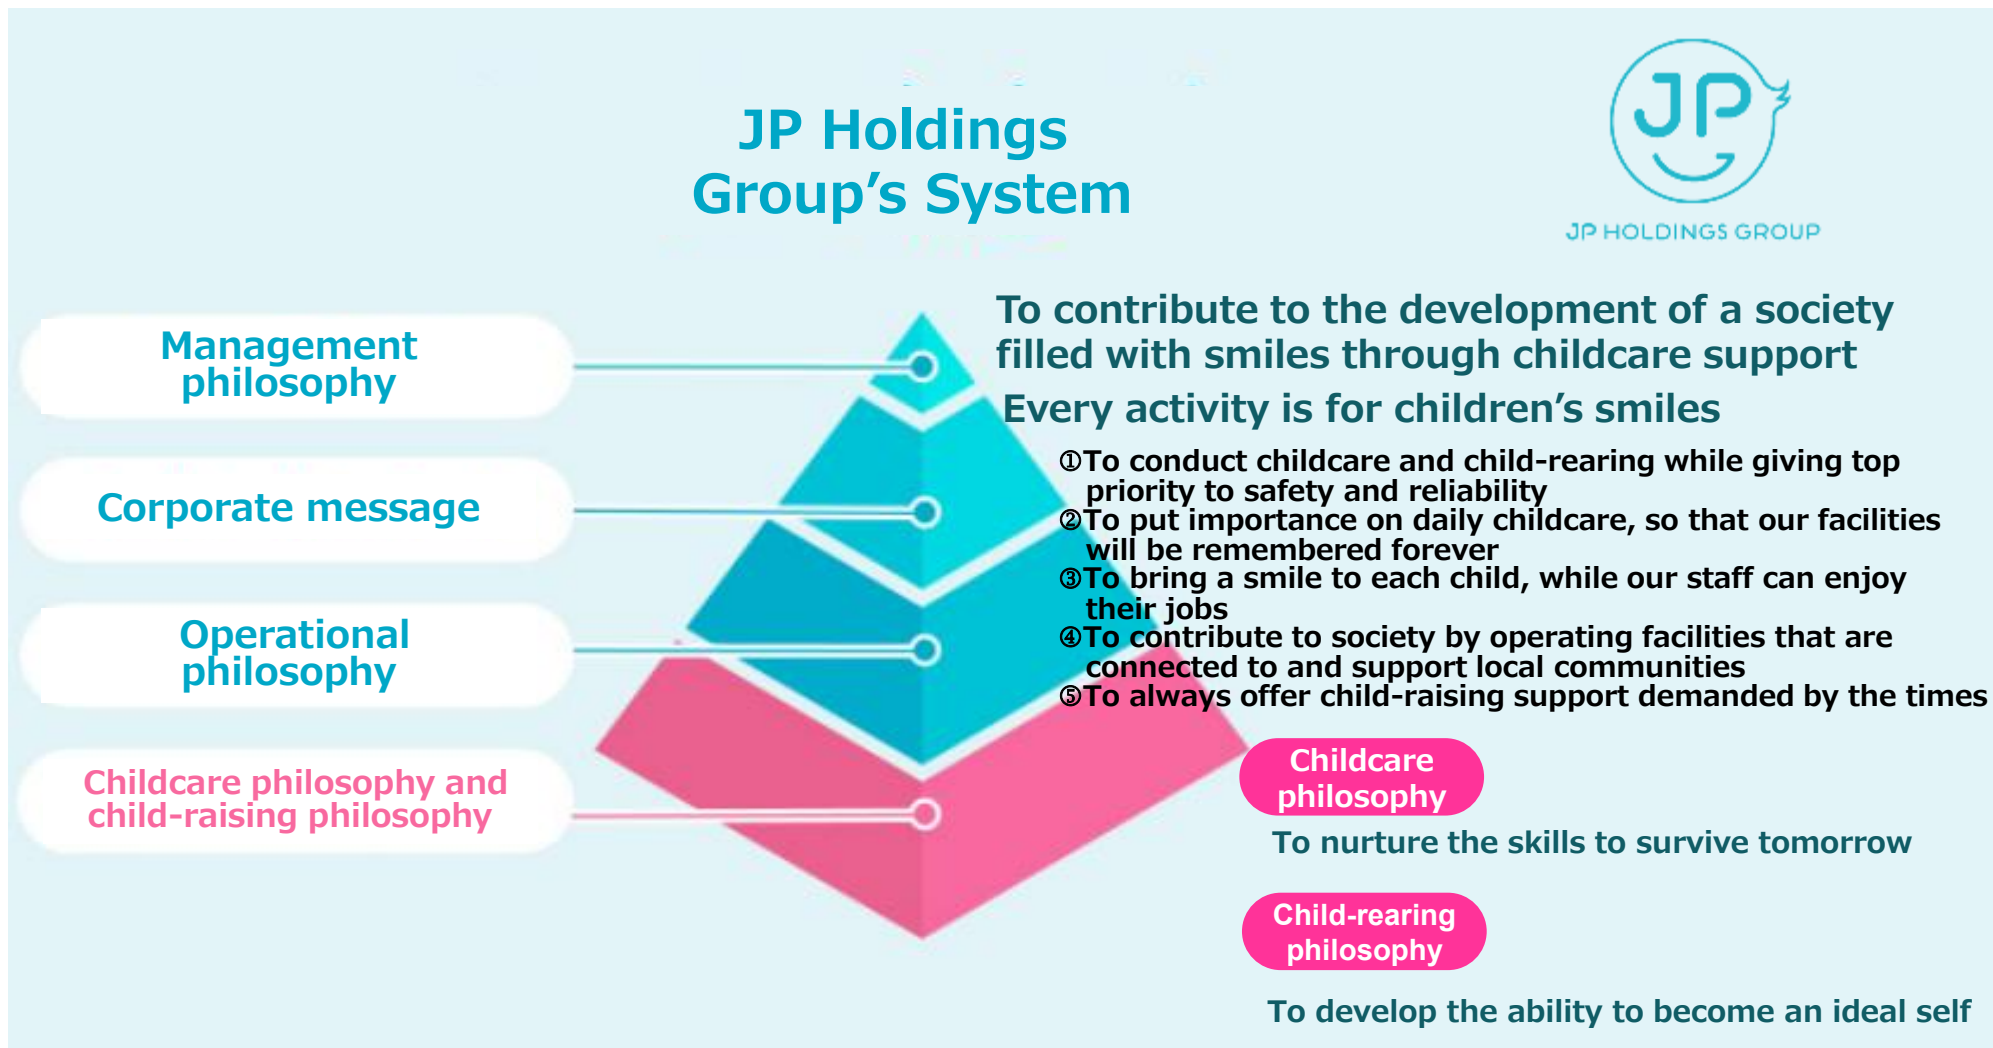 JP Holdings
Group’s System
JP
JP HOLDINGS GROUP
Management
philosophy
To contribute to the development of a society
filled with smiles through childcare support
Corporate message
Every activity is for children’s smiles
Operational
philosophy
①To conduct childcare and child-rearing while giving top
priority to safety and reliability
②To put importance on daily childcare, so that our facilities
will be remembered forever
③To bring a smile to each child, while our staff can enjoy
their jobs
④To contribute to society by operating facilities that are
connected to and support local communities
⑤To always offer child-raising support demanded by the times
Childcare philosophy and
child-raising philosophy
Childcare
philosophy
To nurture the skills to survive tomorrow
Child-rearing
philosophy
To develop the ability to become an ideal self